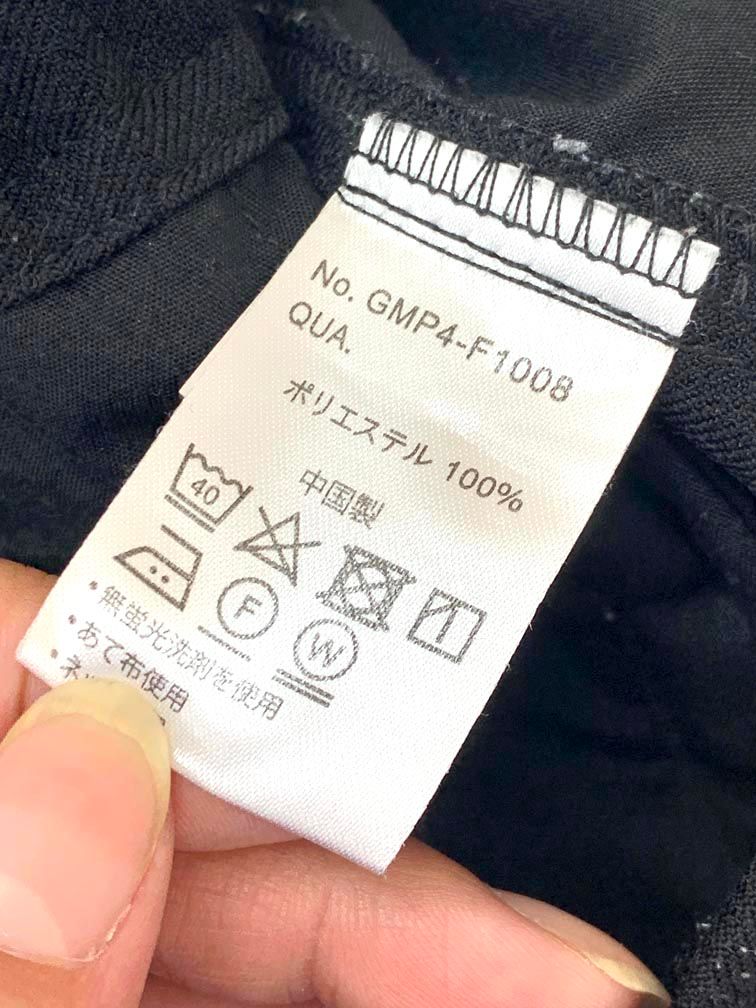 No. GMP4-F1008
QUA.
ポリエステル 100%
中国製
40
F
W
・無蛍光洗剤を使用
・あて布使用